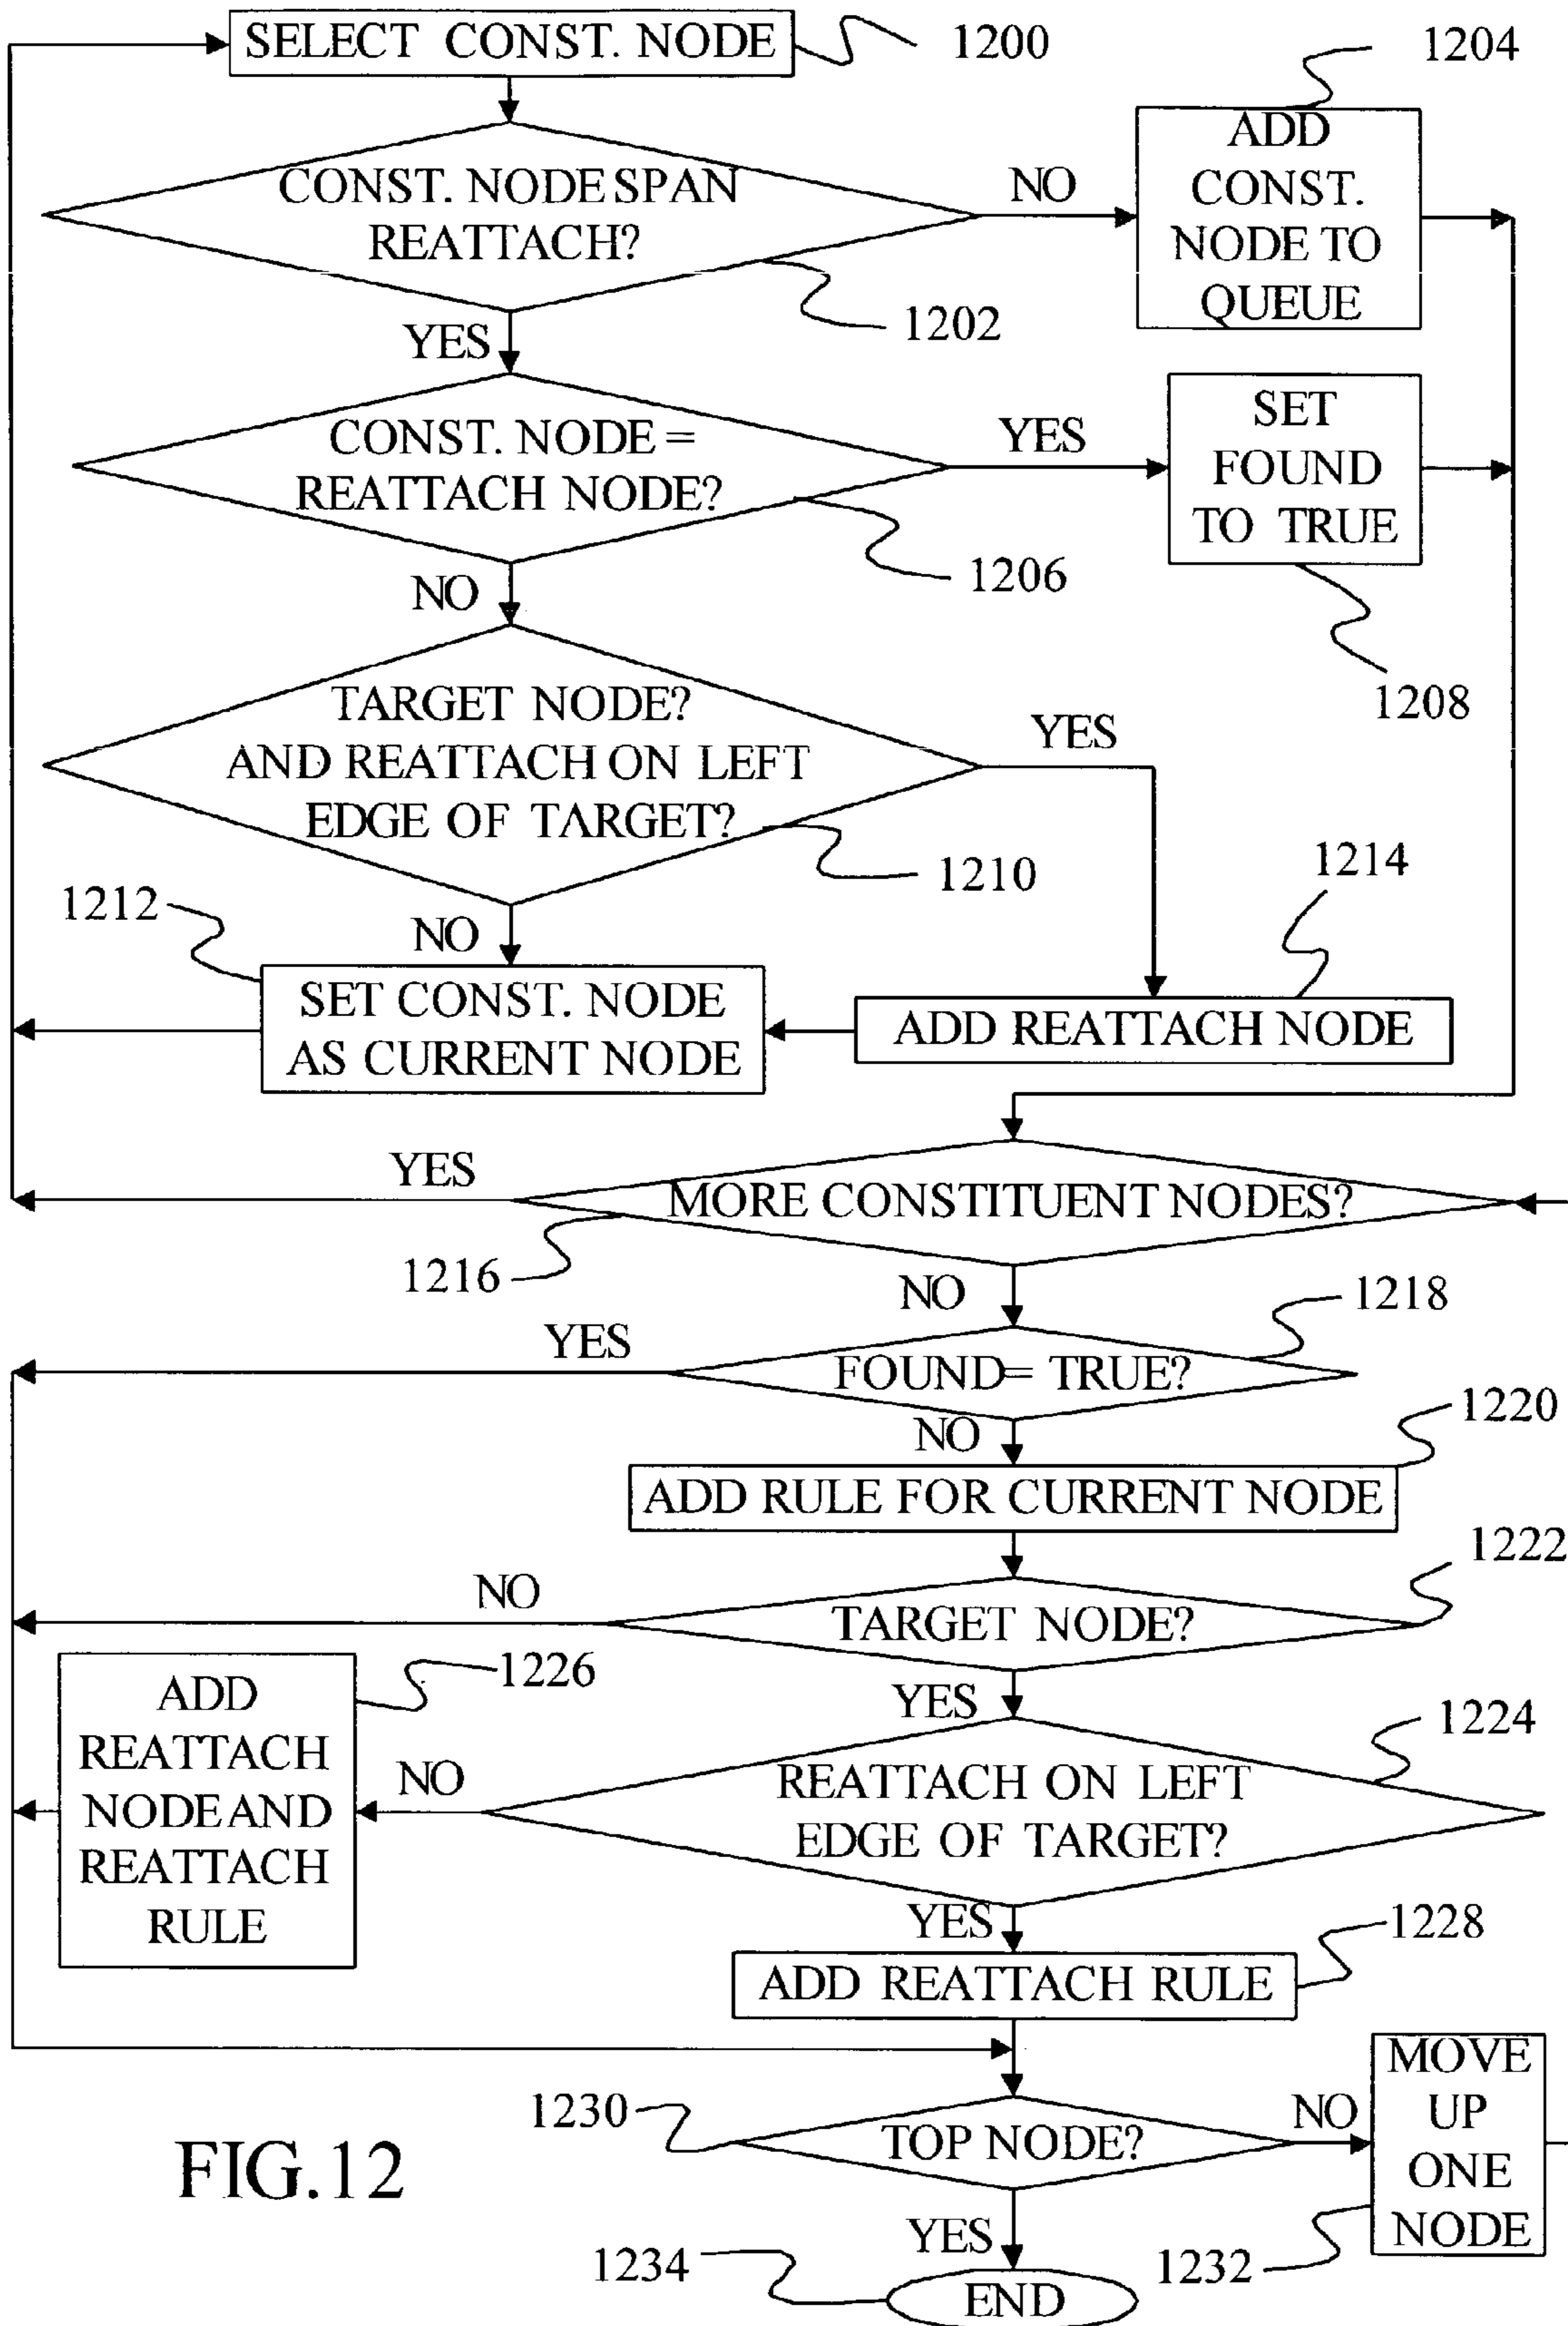 SELECT CONST. NODE
1200
1204
ADD
CONST.
NODE TO
QUEUE
CONST. NODE SPAN
REATTACH?
NO
1202
YES
CONST. NODE =
REATTACH NODE?
YES
SET
FOUND
TO TRUE
1206
NO
1208
TARGET NODE?
AND REATTACH ON LEFT
EDGE OF TARGET?
YES
1210
1214
1212
NO
SET CONST. NODE
AS CURRENT NODE
ADD REATTACH NODE
YES
MORE CONSTITUENT NODES?
1216
NO
1218
YES
FOUND= TRUE?
1220
NO
ADD RULE FOR CURRENT NODE
1222
NO
TARGET NODE?
1226
ADD
REATTACH
NODE AND
REATTACH
RULE
YES
1224
NO
REATTACH ON LEFT
EDGE OF TARGET?
YES
1228
ADD REATTACH RULE
MOVE
UP
ONE
NODE
1230
NO
TOP NODE?
FIG.12
YES
1234
1232
END